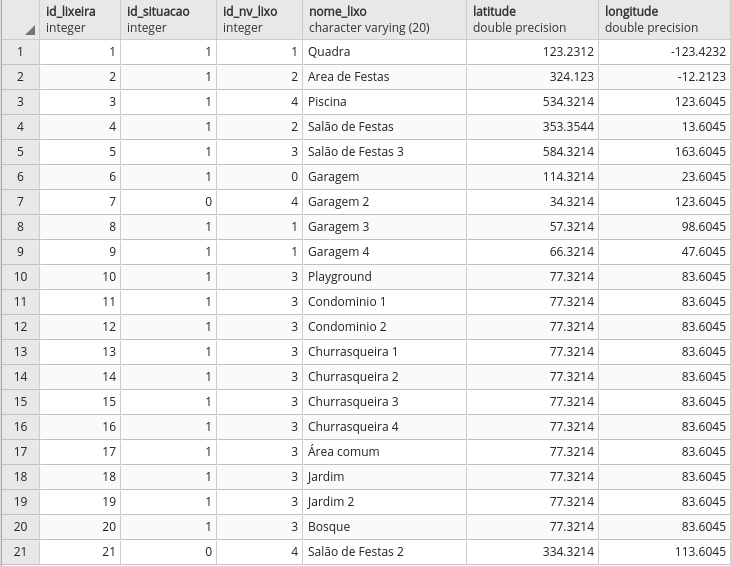 id_lixeira id_situacao id_nv_lixo nome_lixo latitude longitude
integer integer integer character varying (20) double precision double precision
1 1 1 1 Quadra 123.2312 -123.4232
2 2 1 2 Area de Festas 324.123 -12.2123
3 3 1 4 Piscina 534.3214 123.6045
4 4 1 2 Salão de Festas 353.3544 13.6045
5 5 1 3 Salão de Festas 3 584.3214 163.6045
6 6 1 0 Garagem 114.3214 23.6045
7 7 0 4 Garagem 2 34.3214 123.6045
8 8 1 1 Garagem 3 57.3214 98.6045
9 9 1 1 Garagem 4 66.3214 47.6045
10 10 1 3 Playground 77.3214 83.6045
11 11 1 3 Condominio 1 77.3214 83.6045
12 12 1 3 Condominio 2 77.3214 83.6045
13 13 1 3 Churrasqueira 1 77.3214 83.6045
14 14 1 3 Churrasqueira 2 77.3214 83.6045
15 15 1 3 Churrasqueira 3 77.3214 83.6045
16 16 1 3 Churrasqueira 4 77.3214 83.6045
17 17 1 3 Área comum 77.3214 83.6045
18 18 1 3 Jardim 77.3214 83.6045
19 19 1 3 Jardim 2 77.3214 83.6045
20 20 1 3 Bosque 77.3214 83.6045
21 21 0 4 Salão de Festas 2 334.3214 113.6045